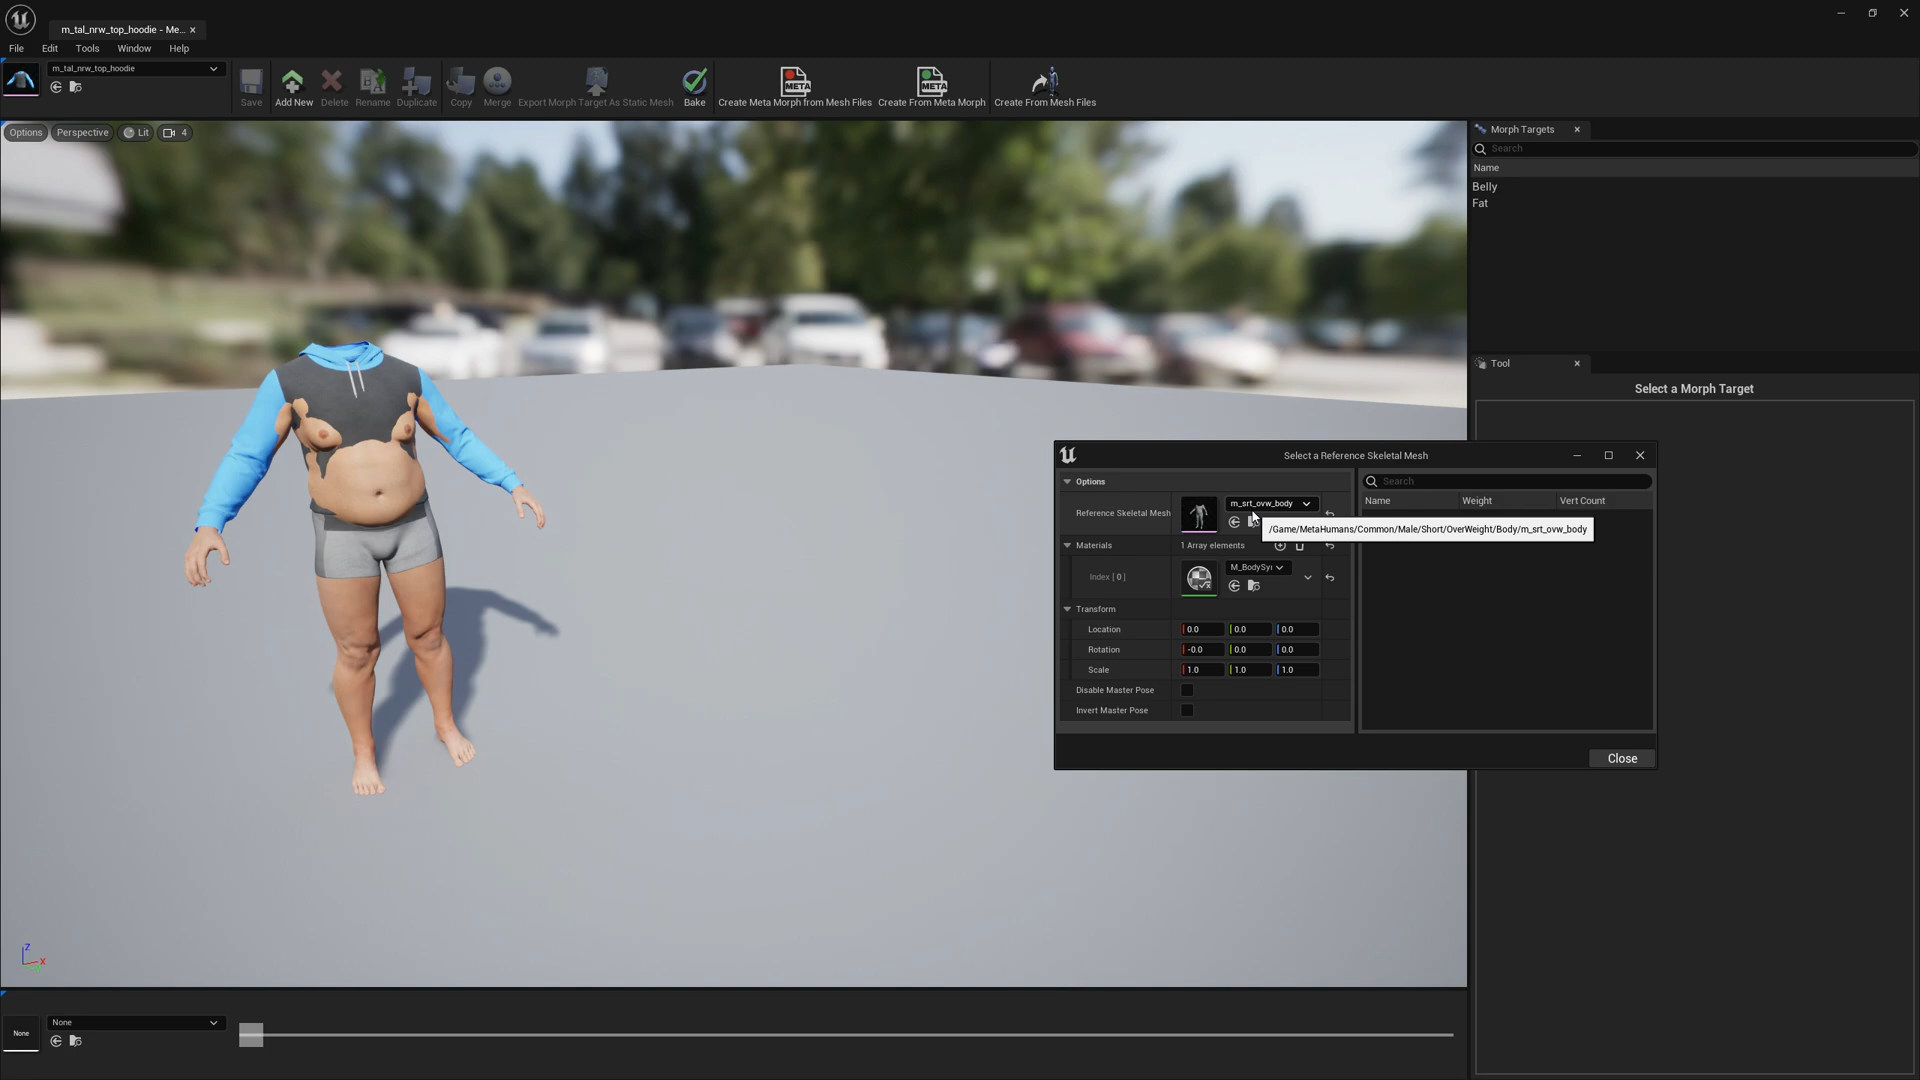 m_tal_nrw_top_hoodie - Me...
File Edit Tools Window Help
m_tal_nrw_top_hoodie
Save
Add New
Delete
Rename
Duplicate
Copy
Merge
Export Morph Target As Static Mesh
Bake
META
Create Meta Morph from Mesh Files
META
Create From Meta Morph
Create From Mesh Files
Options
Perspective
Lit
4
Morph Targets
Search
Name
Belly
Fat
Tool
Select a Morph Target
Select a Reference Skeletal Mesh
Options
Reference Skeletal Mesh
m_srt_ovw_body
Search
Name Weight Vert Count
/Game/MetaHumans/Common/Male/Short/OverWeight/Body/m_srt_ovw_body
Materials
1 Array elements
Index [ 0 ]
M_BodySy
Transform
Location 0.0 0.0 0.0
Rotation -0.0 0.0 0.0
Scale 1.0 1.0 1.0
Disable Master Pose
Invert Master Pose
Close
Z
X
None
None